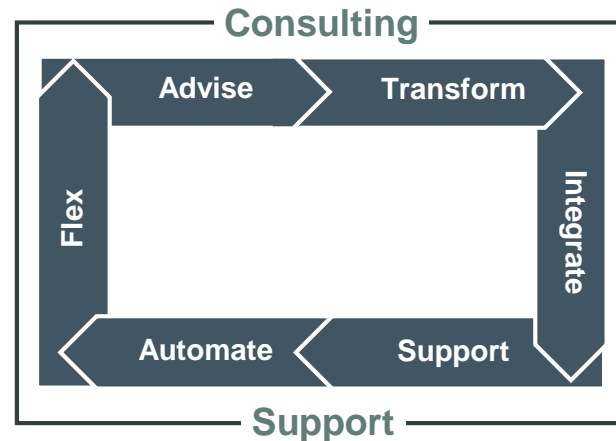 Consulting
Advise
Transform
Flex
Integrate
Automate
Support
Support